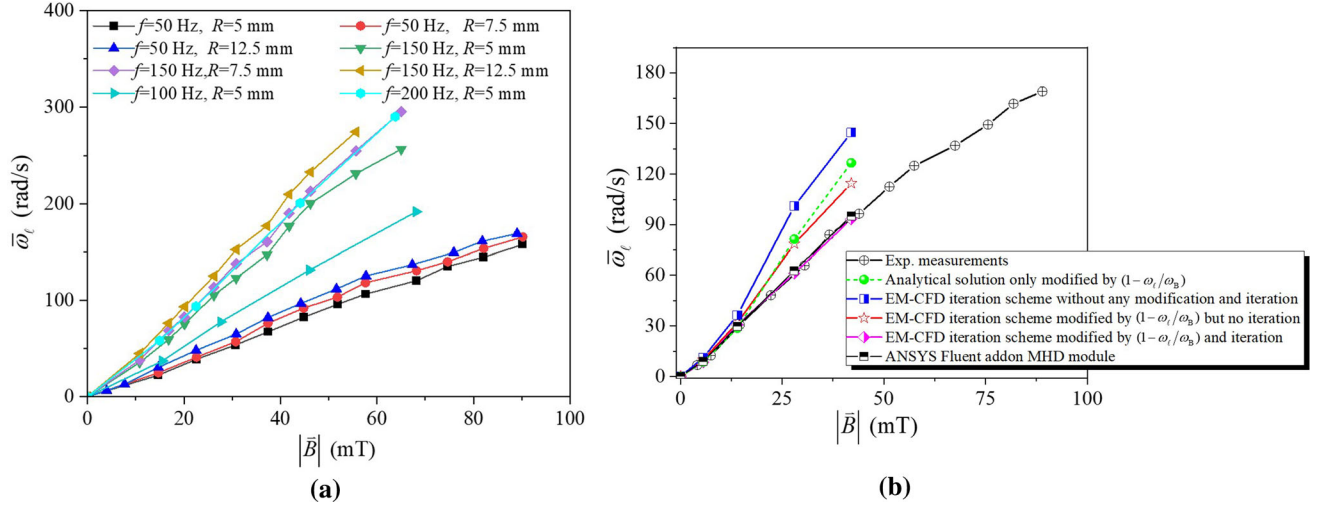 400
300
200
100
0
0
20
40
60
80
100
ω̄ℓ (rad/s)
|B⃗| (mT)
f=50 Hz, R=5 mm
f=50 Hz, R=7.5 mm
f=50 Hz, R=12.5 mm
f=150 Hz, R=5 mm
f=150 Hz,R=7.5 mm
f=150 Hz, R=12.5 mm
f=100 Hz, R=5 mm
f=200 Hz, R=5 mm
(a)
180
150
120
90
60
30
0
0
25
50
75
100
ω̄ℓ (rad/s)
|B⃗| (mT)
Exp. measurements
Analytical solution only modified by (1−ωℓ/ωB)
EM-CFD iteration scheme without any modification and iteration
EM-CFD iteration scheme modified by (1−ωℓ/ωB) but no iteration
EM-CFD iteration scheme modified by (1−ωℓ/ωB) and iteration
ANSYS Fluent addon MHD module
(b)